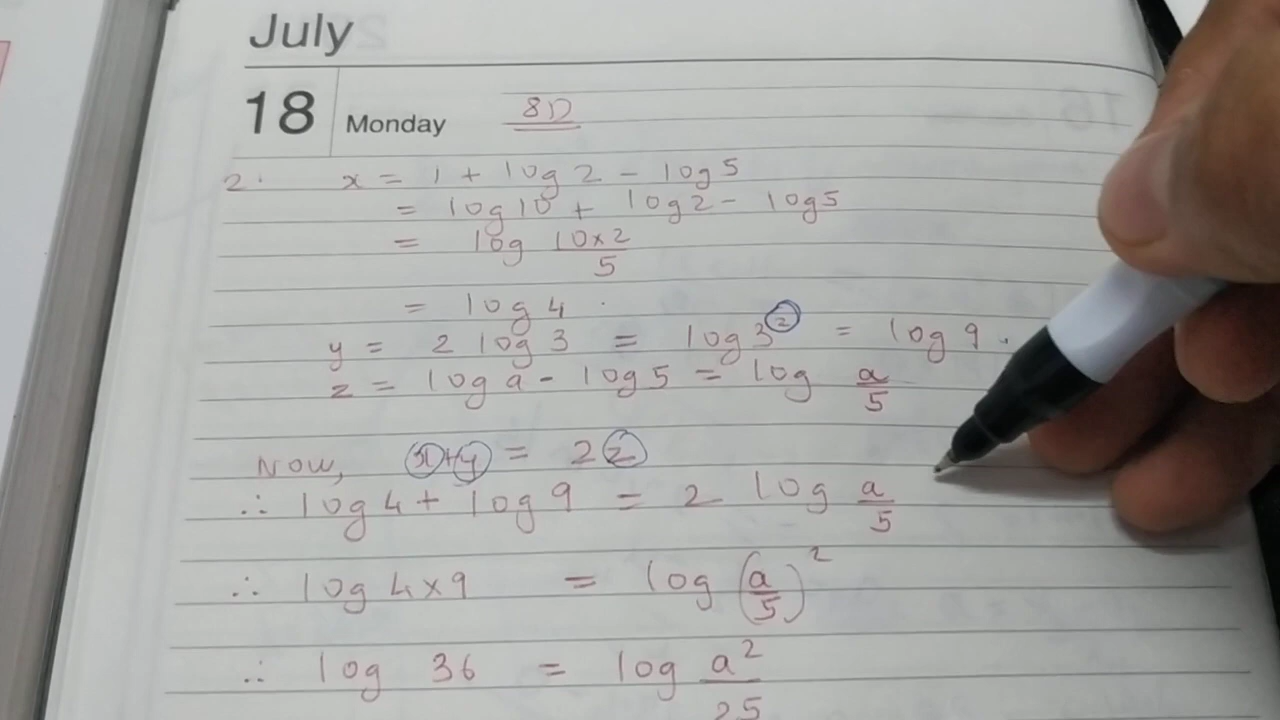 July
18 Monday 8D
2. x = 1 + log 2 - log 5
= log 10 + log 2 - log 5
= log 10×2/5
= log 4 .
y = 2 log 3 = log 3² = log 9 .
z = log a - log 5 = log a/5
Now, x+y = 2z
∴ log 4 + log 9 = 2 log a/5
∴ log 4×9 = log (a/5)²
∴ log 36 = log a²/25